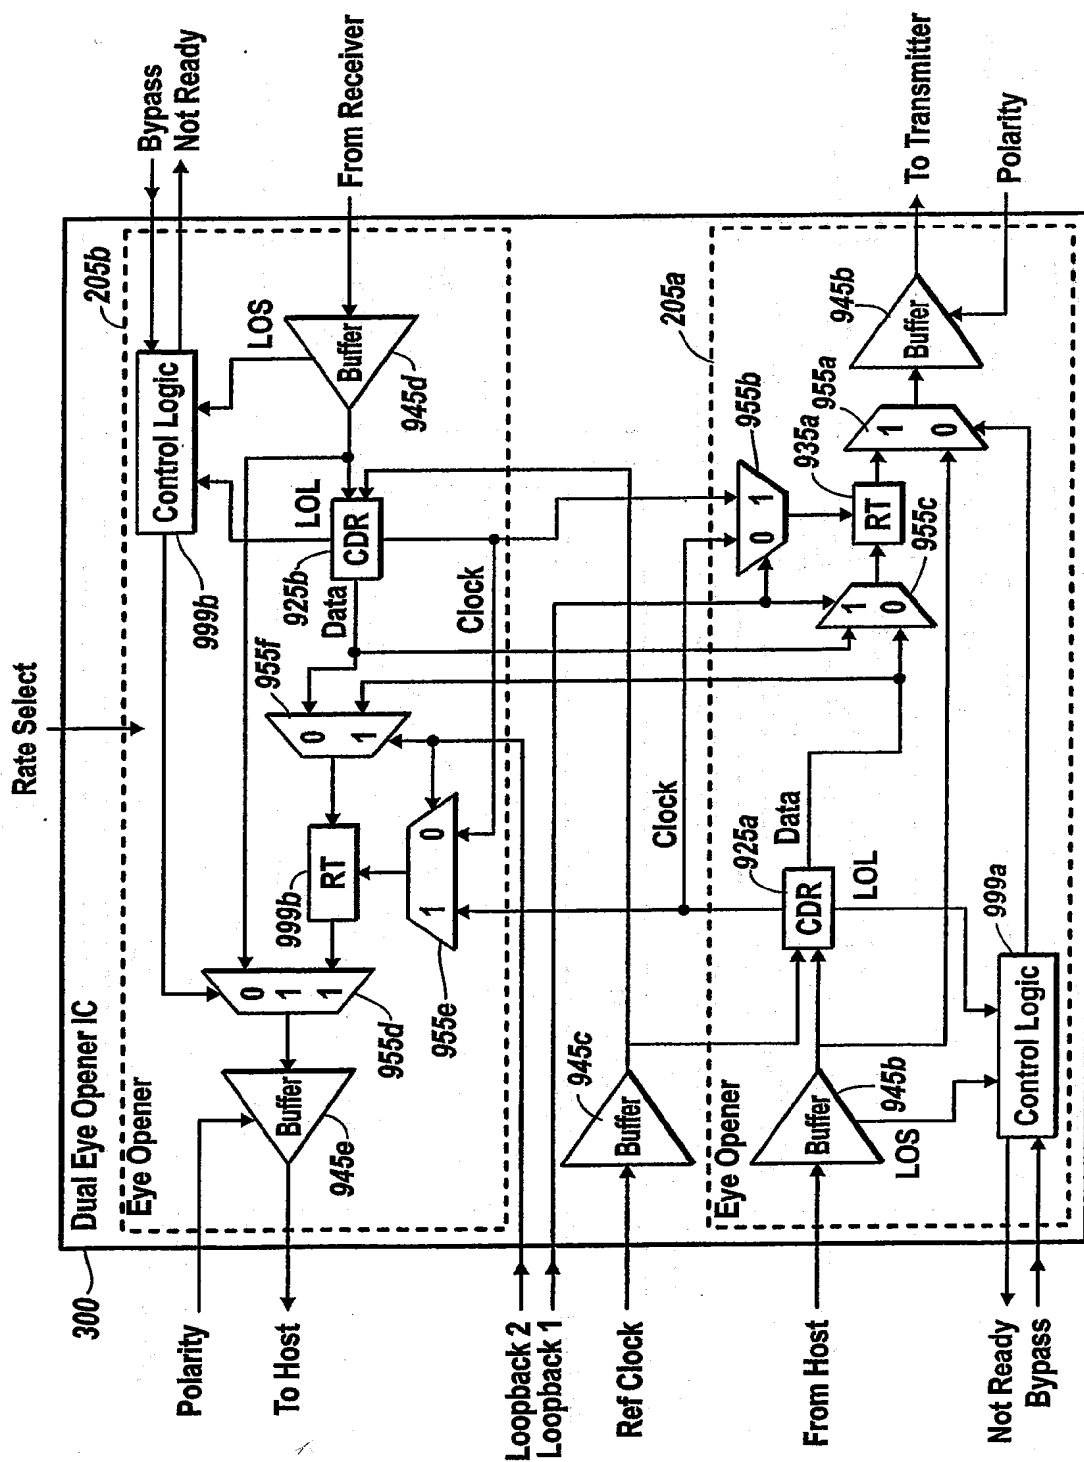 Dual Eye Opener IC
300
Rate Select
Eye Opener
205b
Bypass
Not Ready
Control Logic
999b
LOS
From Receiver
Buffer
945d
LOL
CDR
925b
Data
Clock
955f
0
1
RT
999b
0
1
955e
0
1
1
955d
Buffer
945e
Polarity
To Host
Loopback 2
Loopback 1
Ref Clock
Buffer
945c
Clock
Eye Opener
205a
From Host
Buffer
945b
LOS
CDR
925a
Data
LOL
Control Logic
999a
Not Ready
Bypass
955b
0
1
1
0
955c
RT
935a
955a
1
0
Buffer
945b
To Transmitter
Polarity